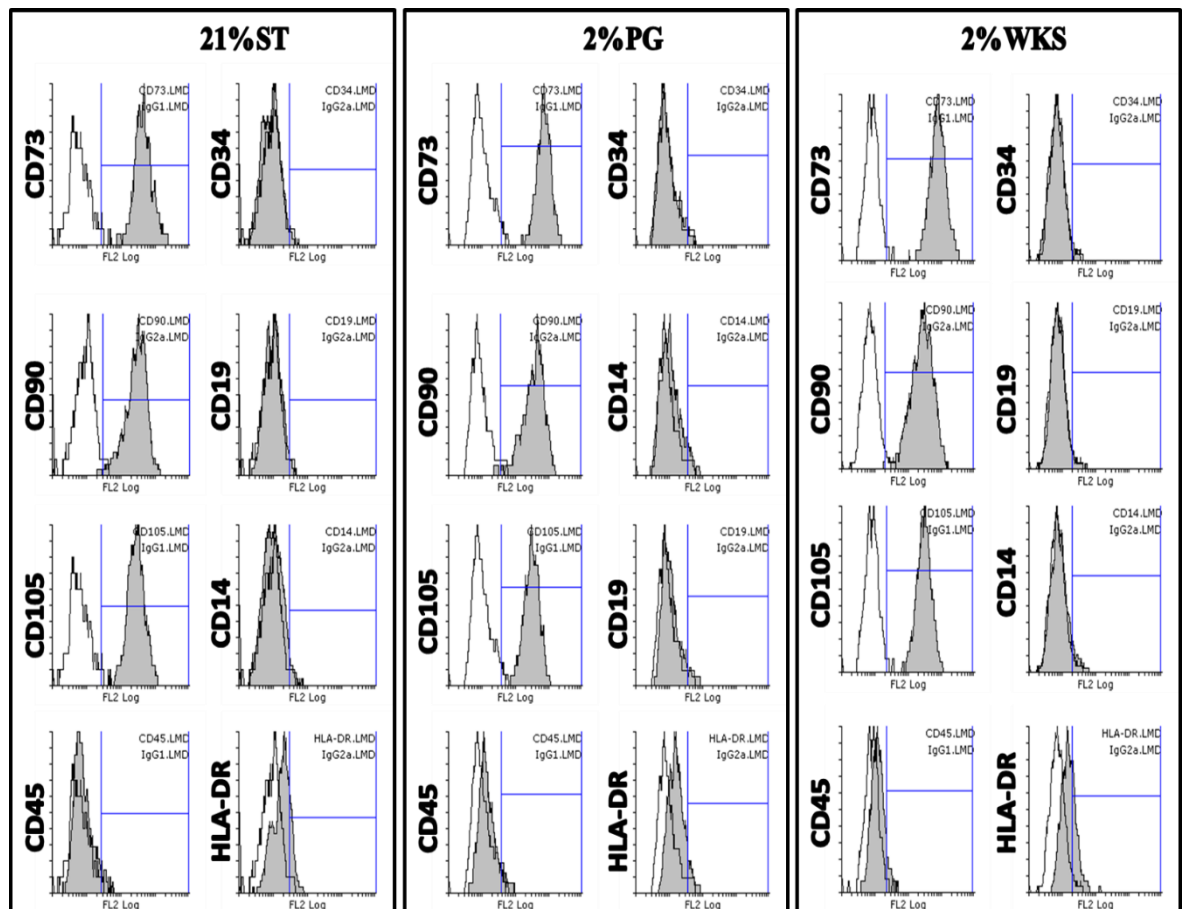 21%ST
CD73
CD73.LMD
IgG1.LMD
FL2 Log
CD34
CD34.LMD
IgG2a.LMD
FL2 Log
CD90
CD90.LMD
IgG2a.LMD
FL2 Log
CD19
CD19.LMD
IgG2a.LMD
FL2 Log
CD105
CD105.LMD
IgG1.LMD
FL2 Log
CD14
CD14.LMD
IgG2a.LMD
FL2 Log
CD45
CD45.LMD
IgG1.LMD
FL2 Log
HLA-DR
HLA-DR.LMD
IgG2a.LMD
FL2 Log
2%PG
CD73
CD73.LMD
IgG1.LMD
FL2 Log
CD34
CD34.LMD
IgG2a.LMD
FL2 Log
CD90
CD90.LMD
IgG2a.LMD
FL2 Log
CD14
CD14.LMD
IgG2a.LMD
FL2 Log
CD105
CD105.LMD
IgG1.LMD
FL2 Log
CD19
CD19.LMD
IgG2a.LMD
FL2 Log
CD45
CD45.LMD
IgG1.LMD
FL2 Log
HLA-DR
HLA-DR.LMD
IgG2a.LMD
FL2 Log
2%WKS
CD73
CD73.LMD
IgG1.LMD
FL2 Log
CD34
CD34.LMD
IgG2a.LMD
FL2 Log
CD90
CD90.LMD
IgG2a.LMD
FL2 Log
CD19
CD19.LMD
IgG2a.LMD
FL2 Log
CD105
CD105.LMD
IgG1.LMD
FL2 Log
CD14
CD14.LMD
IgG2a.LMD
FL2 Log
CD45
CD45.LMD
IgG1.LMD
FL2 Log
HLA-DR
HLA-DR.LMD
IgG2a.LMD
FL2 Log